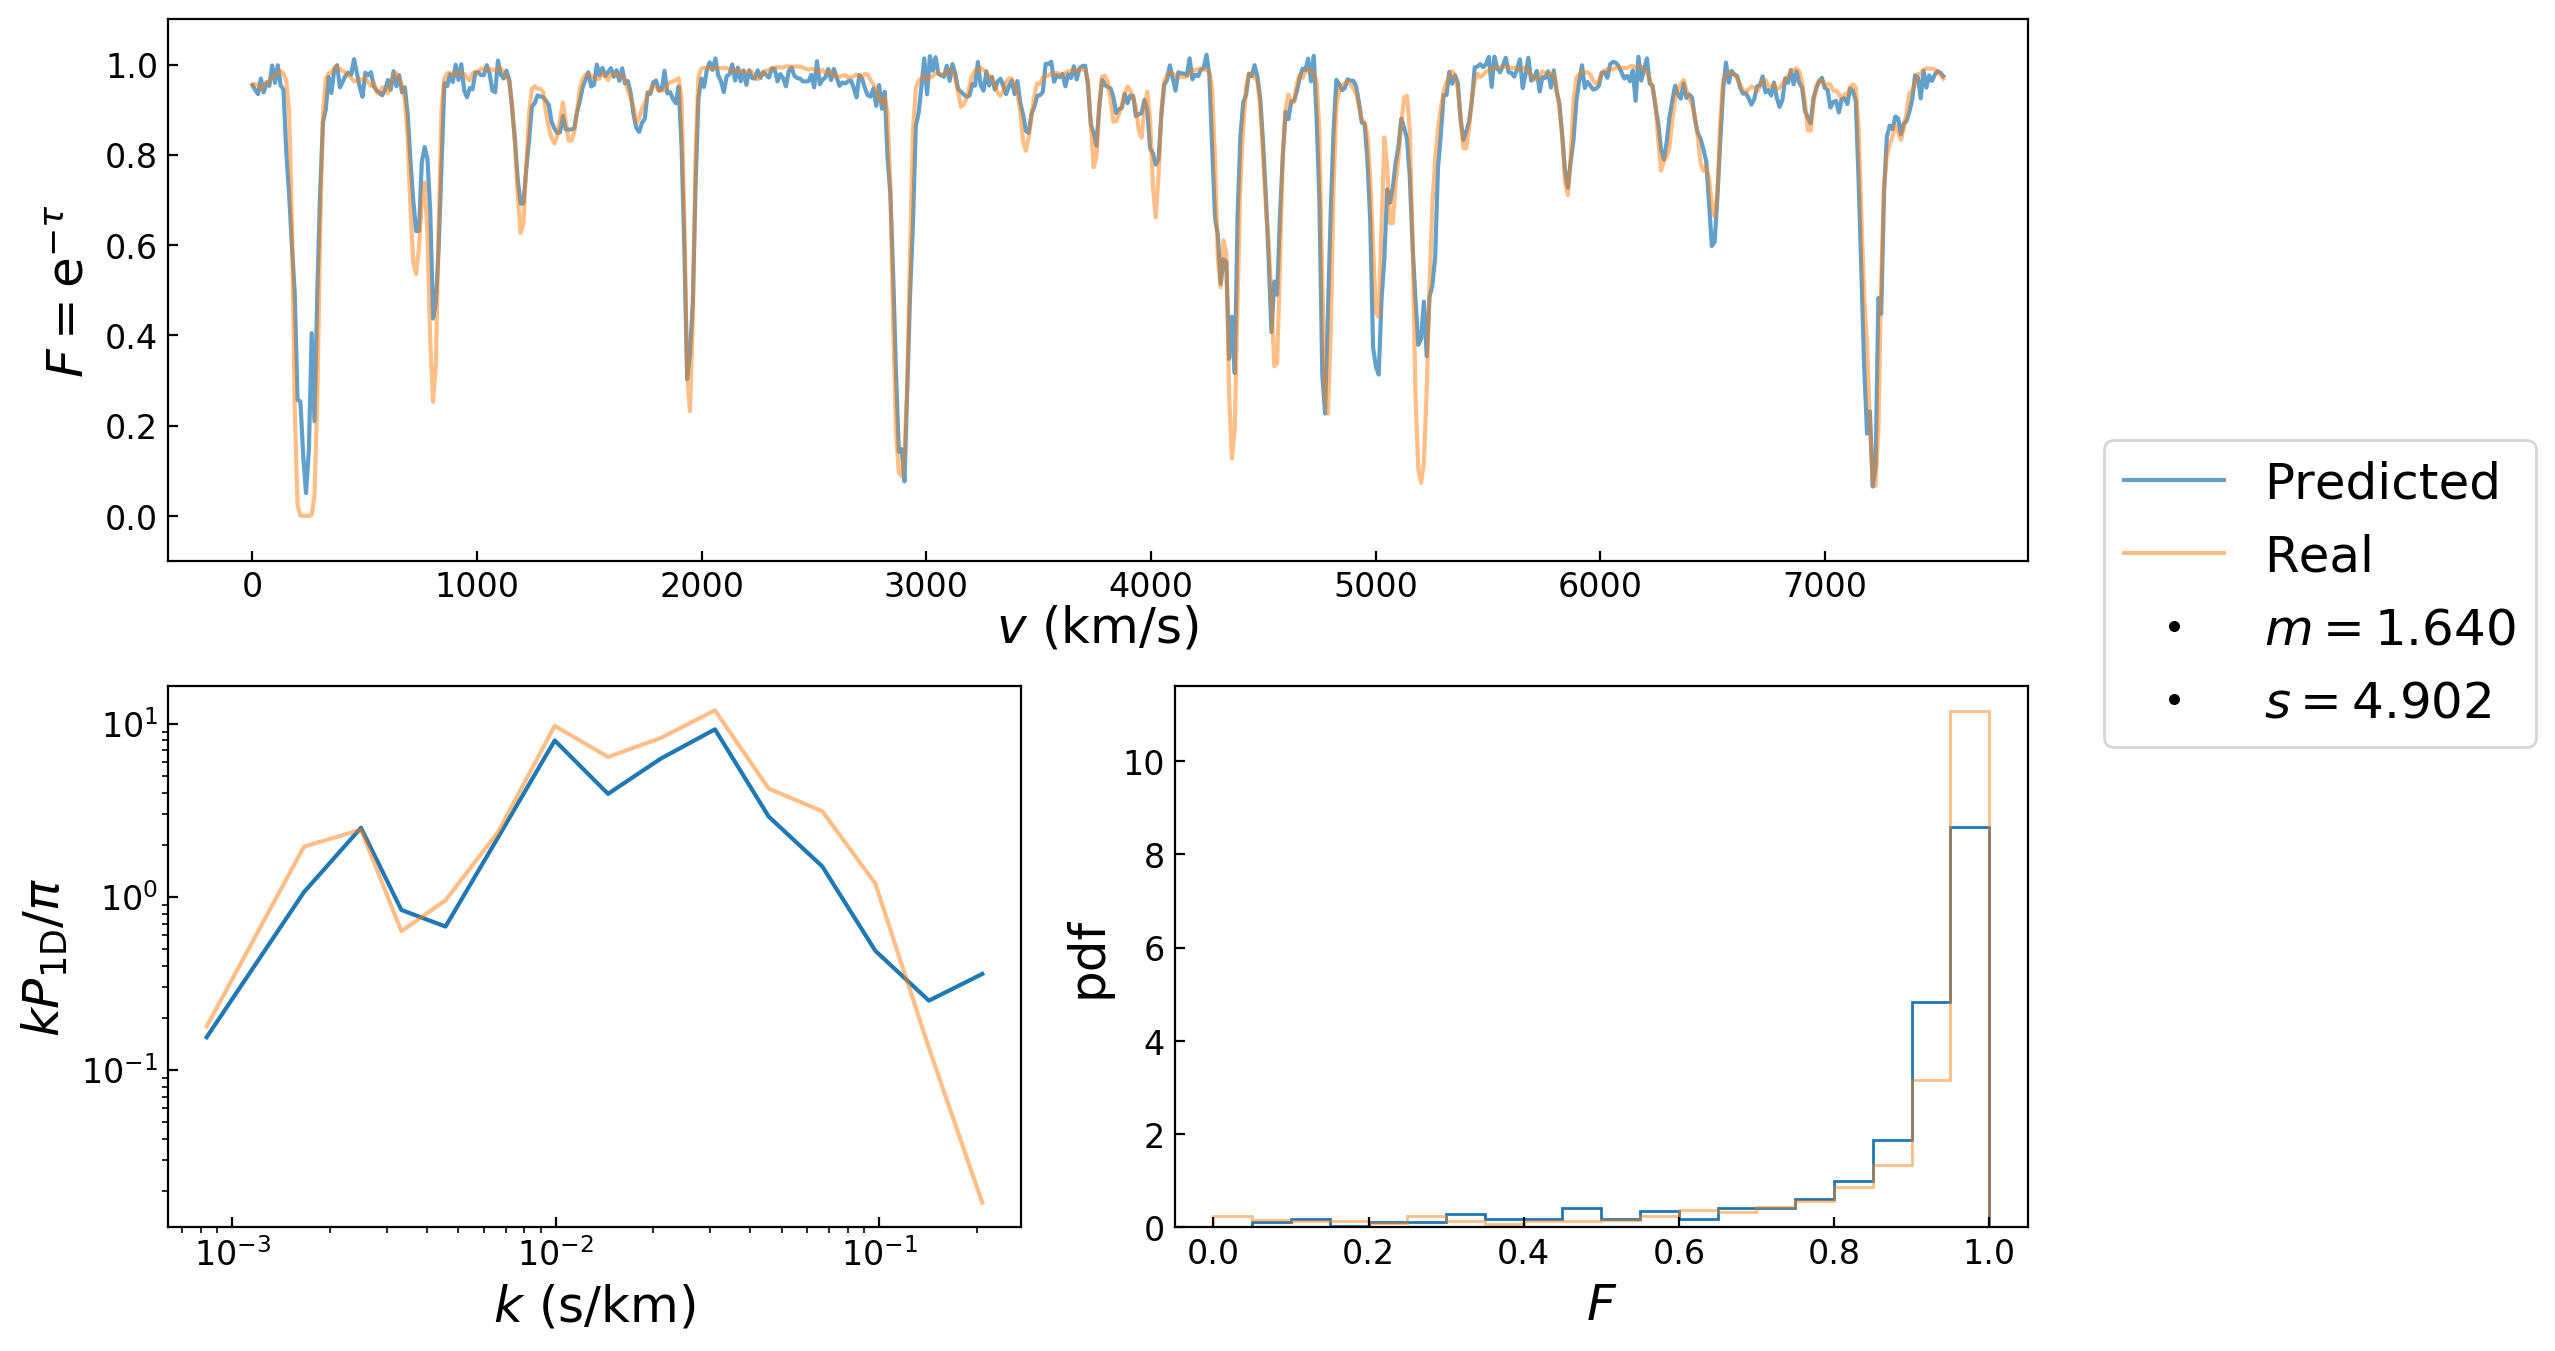 1.0
0.8
0.6
0.4
0.2
0.0
F = e^{−τ}
0 1000 2000 3000 4000 5000 6000 7000
v (km/s)
Predicted
Real
m = 1.640
s = 4.902
10^1
10^0
10^{−1}
kP_{1D}/π
10^{−3} 10^{−2} 10^{−1}
k (s/km)
10
8
6
4
2
0
pdf
0.0 0.2 0.4 0.6 0.8 1.0
F